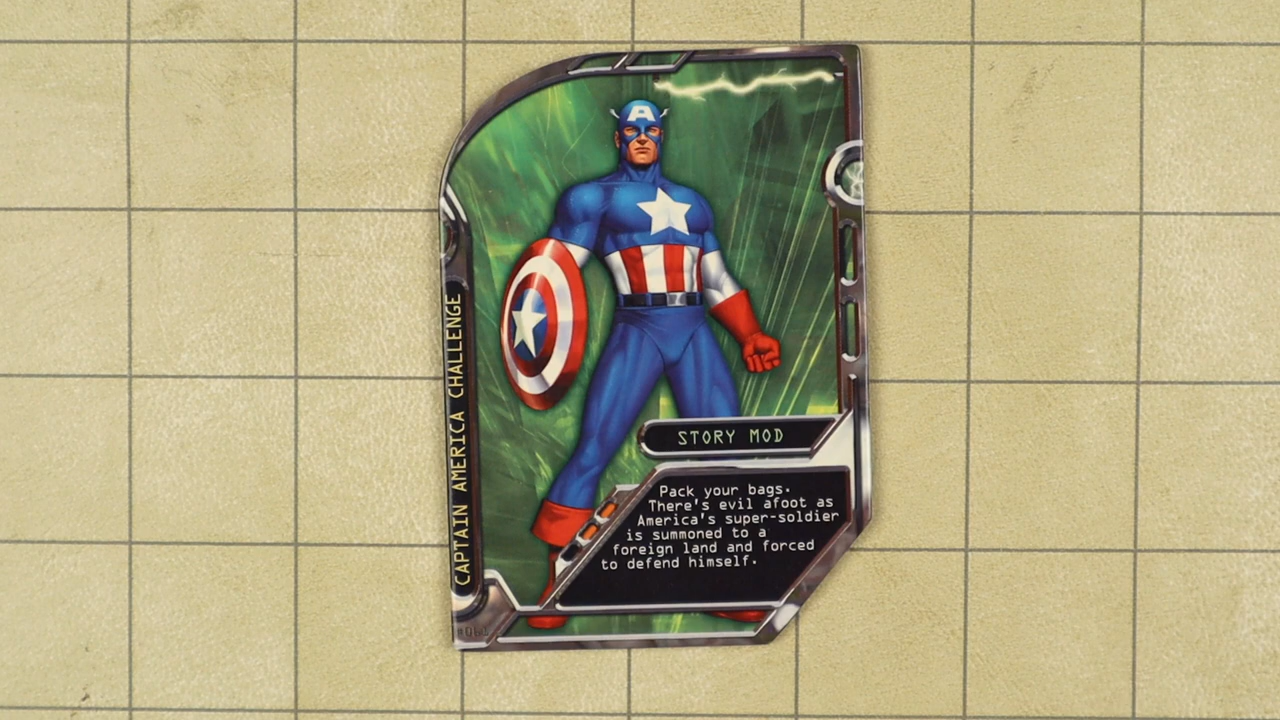 A
CAPTAIN AMERICA CHALLENGE
STORY MOD
Pack your bags.
There's evil afoot as
America's super-soldier
is summoned to a
foreign land and forced
to defend himself.
#061